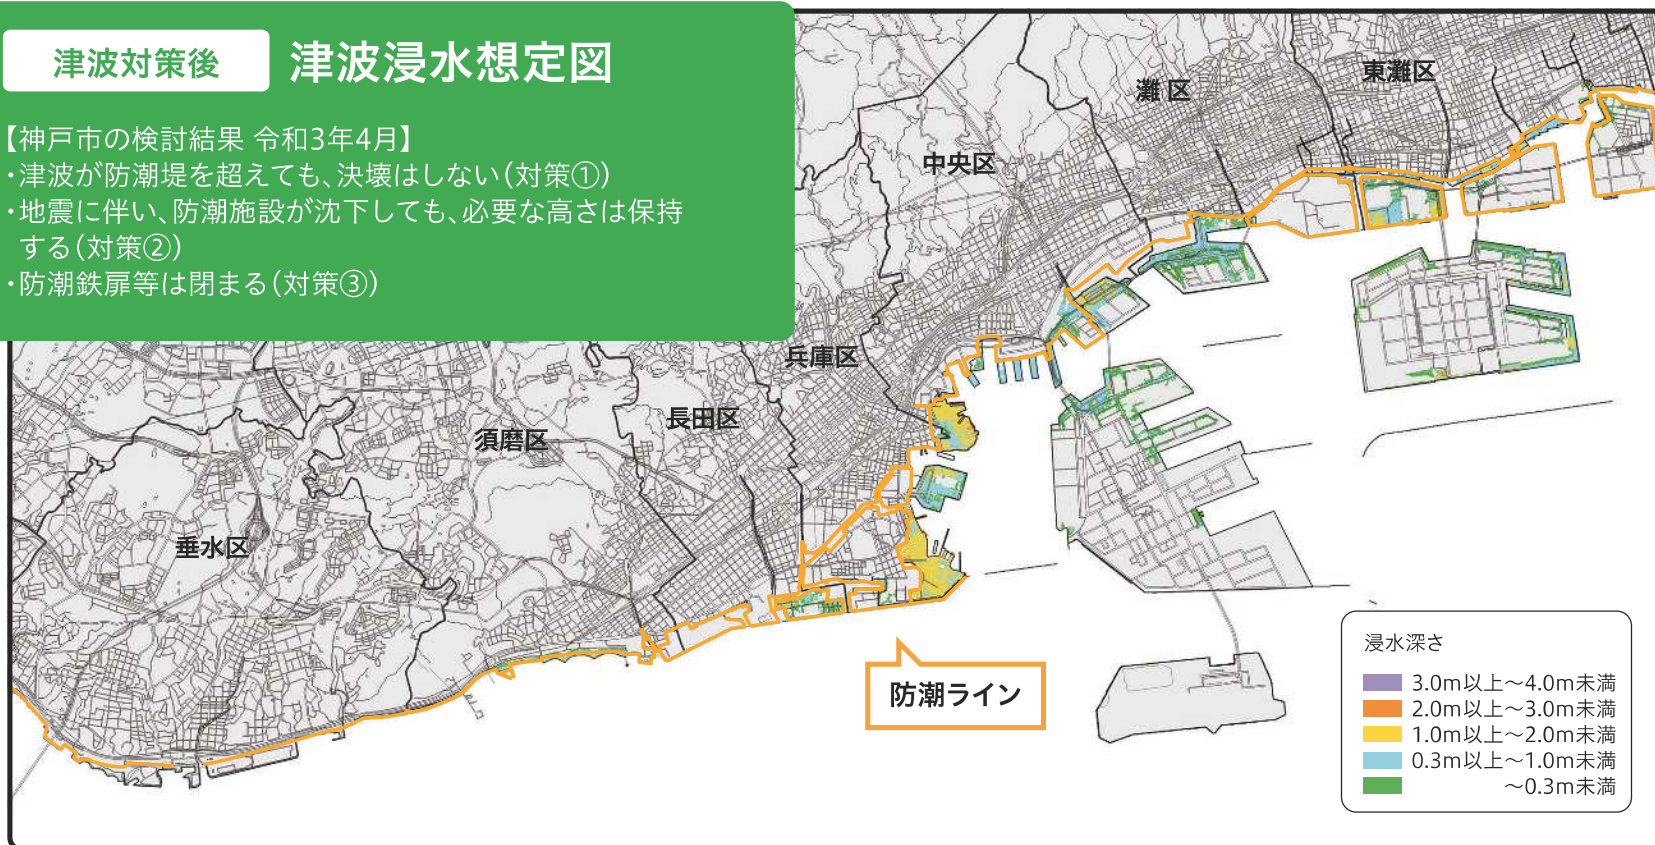 津波対策後 津波浸水想定図
【神戸市の検討結果 令和3年4月】
・津波が防潮堤を超えても、決壊はしない(対策①)
・地震に伴い、防潮施設が沈下しても、必要な高さは保持
する(対策②)
・防潮鉄扉等は閉まる(対策③)
東灘区
灘区
中央区
兵庫区
長田区
須磨区
垂水区
防潮ライン
浸水深さ
3.0m以上～4.0m未満
2.0m以上～3.0m未満
1.0m以上～2.0m未満
0.3m以上～1.0m未満
～0.3m未満